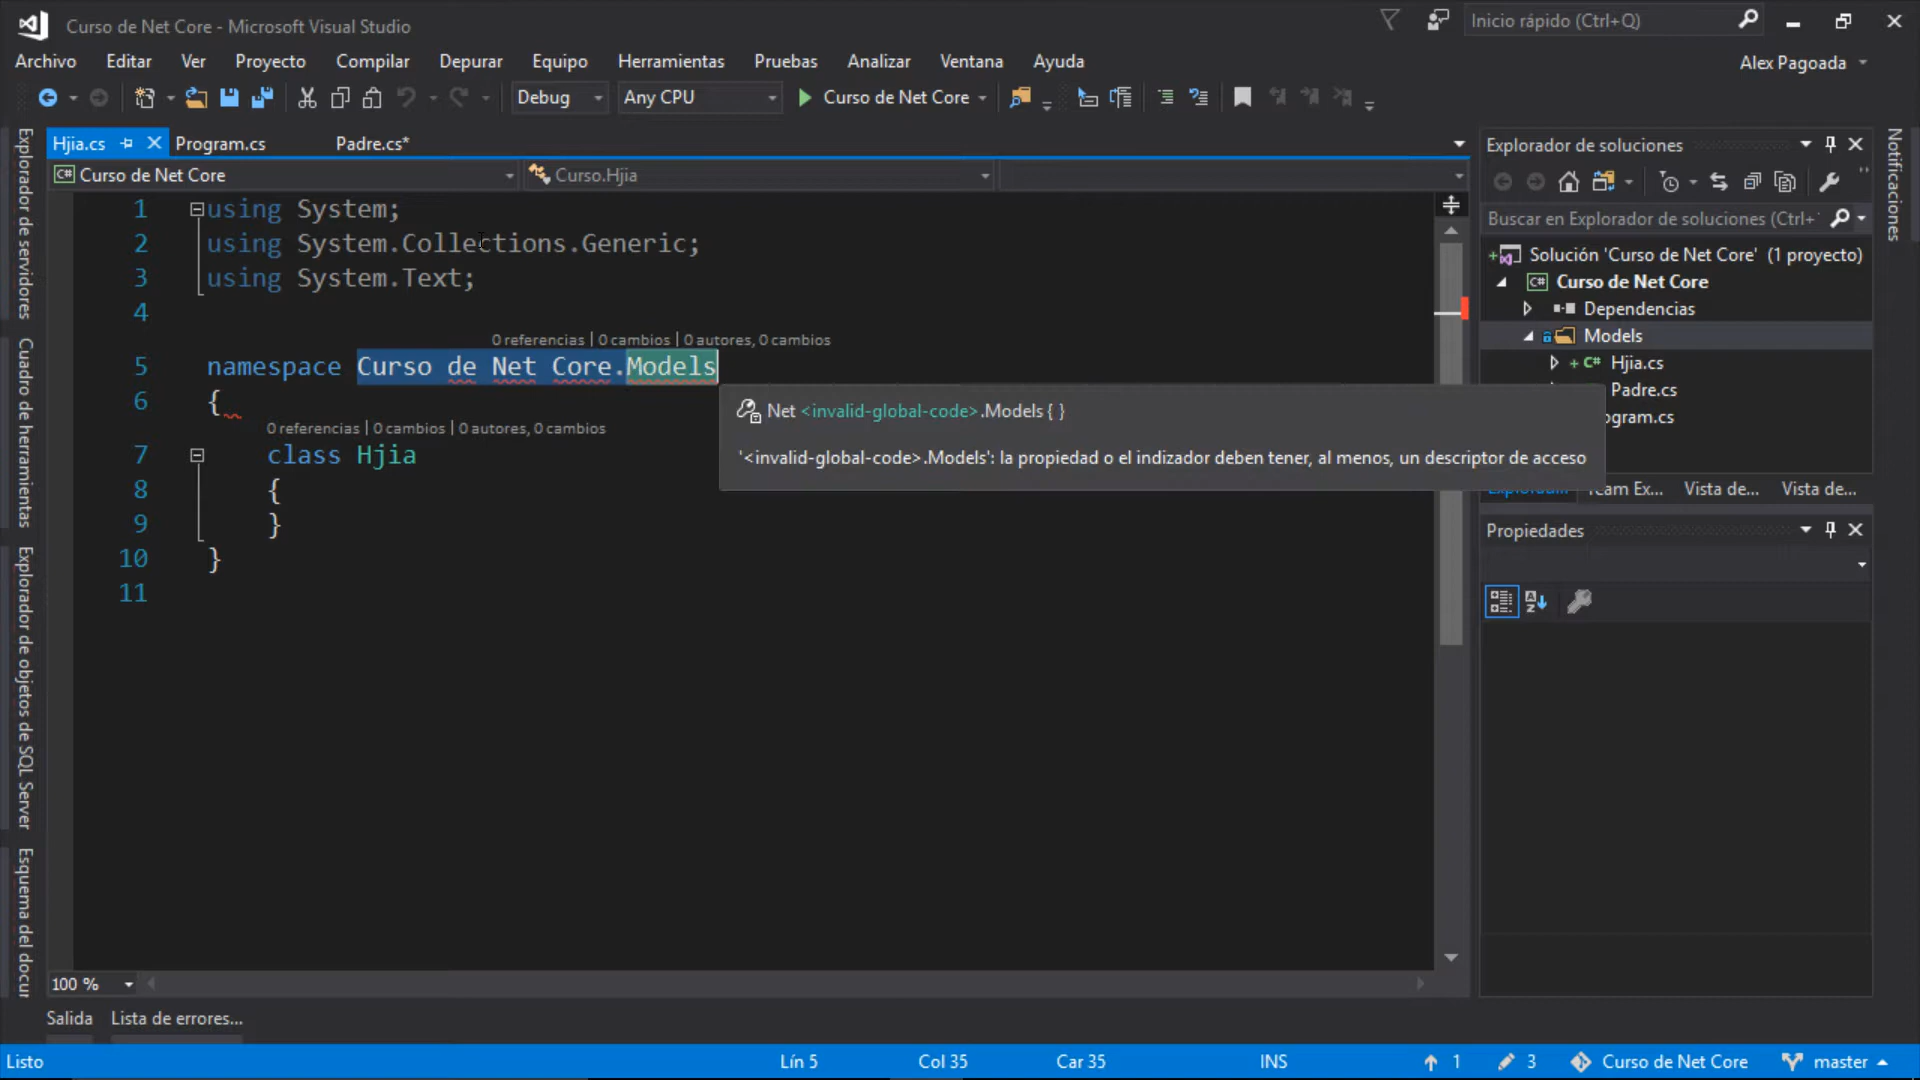 Curso de Net Core - Microsoft Visual Studio
Inicio rápido (Ctrl+Q)
Archivo Editar Ver Proyecto Compilar Depurar Equipo Herramientas Pruebas Analizar Ventana Ayuda
Alex Pagoada
Debug Any CPU Curso de Net Core
Hjia.cs Program.cs Padre.cs*
C# Curso de Net Core Curso.Hjia
1 using System;
2 using System.Collections.Generic;
3 using System.Text;
4
0 referencias | 0 cambios | 0 autores, 0 cambios
5 namespace Curso de Net Core.Models
6 {
0 referencias | 0 cambios | 0 autores, 0 cambios
7 class Hjia
8 {
9 }
10 }
11
Net <invalid-global-code>.Models { }
'<invalid-global-code>.Models': la propiedad o el indizador deben tener, al menos, un descriptor de acceso
Explorador de servidores
Cuadro de herramientas
Explorador de objetos de SQL Server
Esquema del docur
Explorador de soluciones
Buscar en Explorador de soluciones (Ctrl+
Solución 'Curso de Net Core' (1 proyecto)
C# Curso de Net Core
Dependencias
Models
C# Hjia.cs
Padre.cs
ogram.cs
Explorad... Team Ex... Vista de... Vista de...
Propiedades
Notificaciones
100 %
Salida Lista de errores...
Listo Lín 5 Col 35 Car 35 INS 1 3 Curso de Net Core master